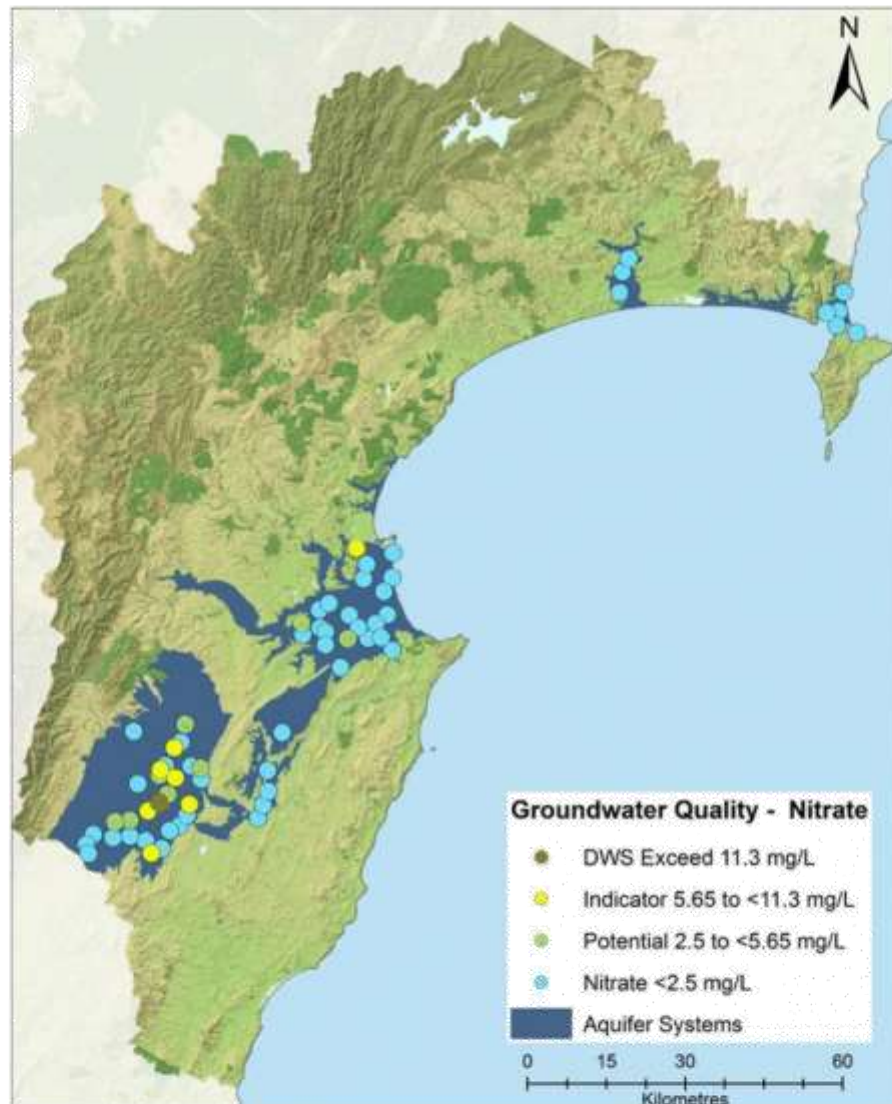 N
Groundwater Quality - Nitrate
DWS Exceed 11.3 mg/L
Indicator 5.65 to <11.3 mg/L
Potential 2.5 to <5.65 mg/L
Nitrate <2.5 mg/L
Aquifer Systems
0 30 60
Kilometres